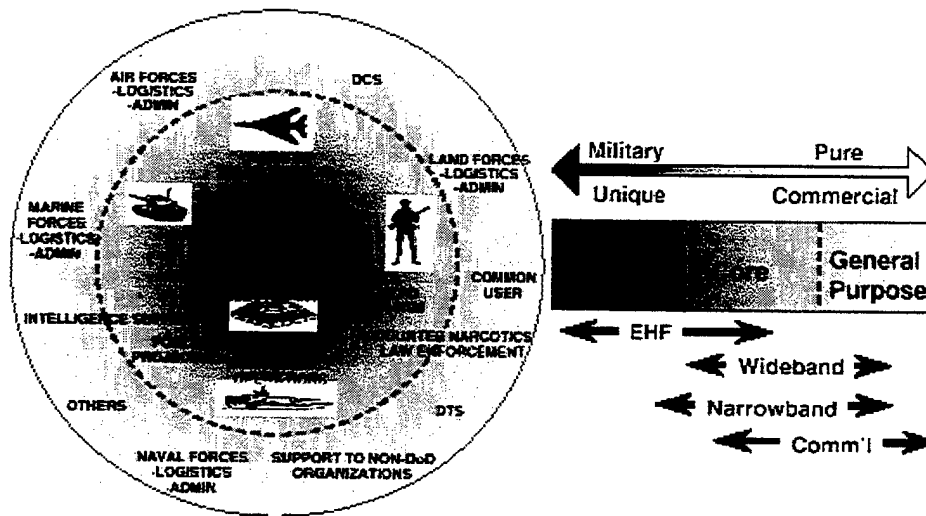 AIR FORCES
-LOGISTICS
-ADMIN
DCS
LAND FORCES
-LOGISTICS
-ADMIN
MARINE
FORCES
-LOGISTICS
-ADMIN
COMMON
USER
INTELLIGENCE
NARCOTICS
LAW ENFORCEMENT
OTHERS
DTS
NAVAL FORCES
-LOGISTICS
ADMIN
SUPPORT TO NON-DoD
ORGANIZATIONS
Military
Pure
Unique
Commercial
General
Purpose
EHF
Wideband
Narrowband
Comm'l